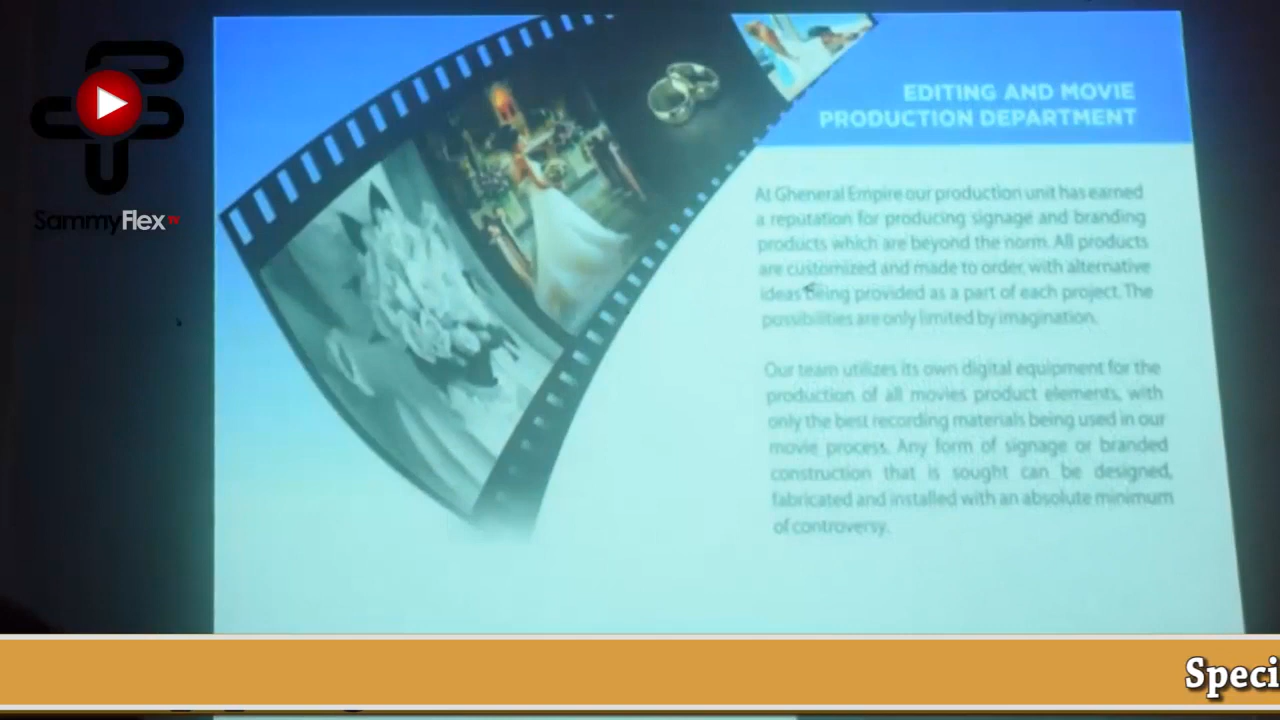 SammyFlex TV
EDITING AND MOVIE
PRODUCTION DEPARTMENT
At Gheneral Empire our production unit has earned
a reputation for producing signage and branding
products which are beyond the norm. All products
are customized and made to order, with alternative
ideas being provided as a part of each project. The
possibilities are only limited by imagination.
Our team utilizes its own digital equipment for the
production of all movies product elements, with
only the best recording materials being used in our
movie process. Any form of signage or branded
construction that is sought can be designed,
fabricated and installed with an absolute minimum
of controversy.
Speci